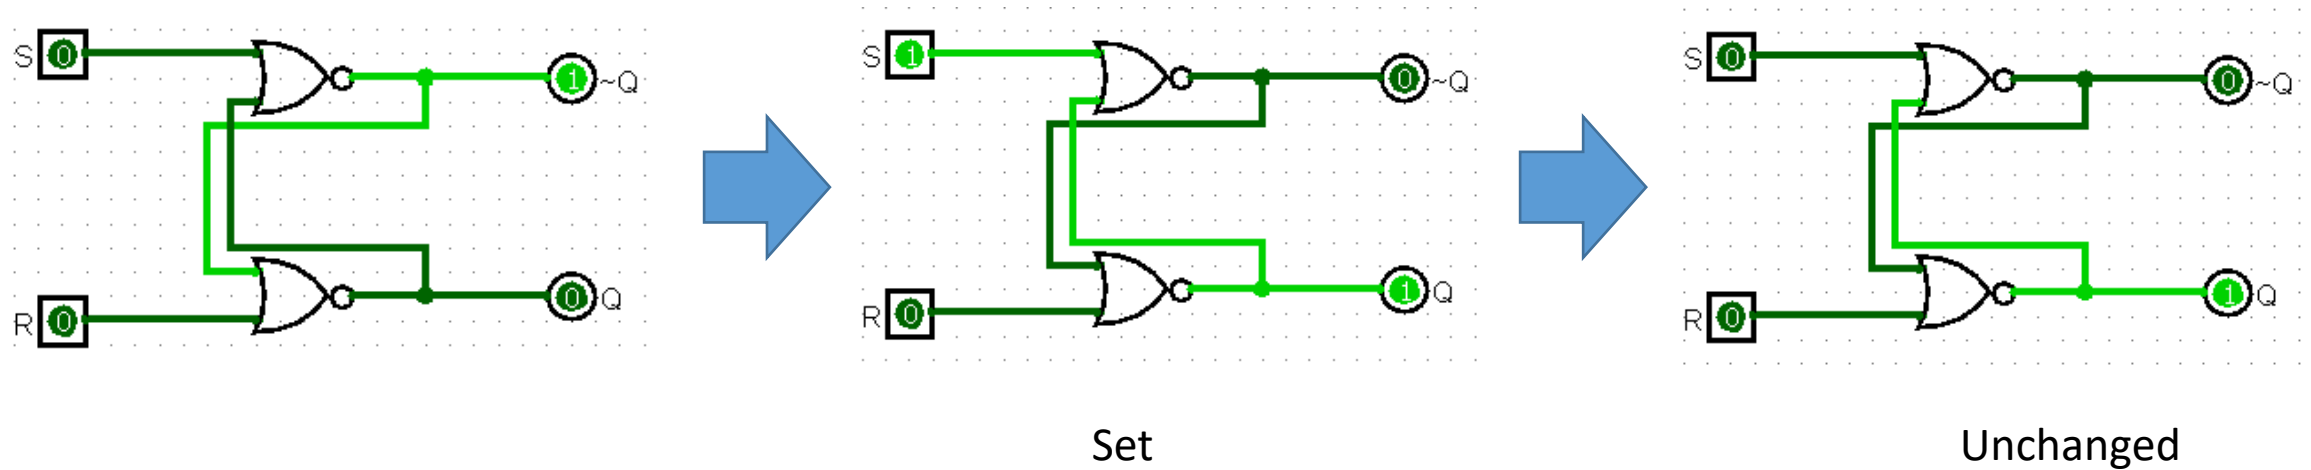 S 0 1 ~Q
R 0 0 Q
S 1 0 ~Q
R 0 1 Q
Set
S 0 0 ~Q
R 0 1 Q
Unchanged